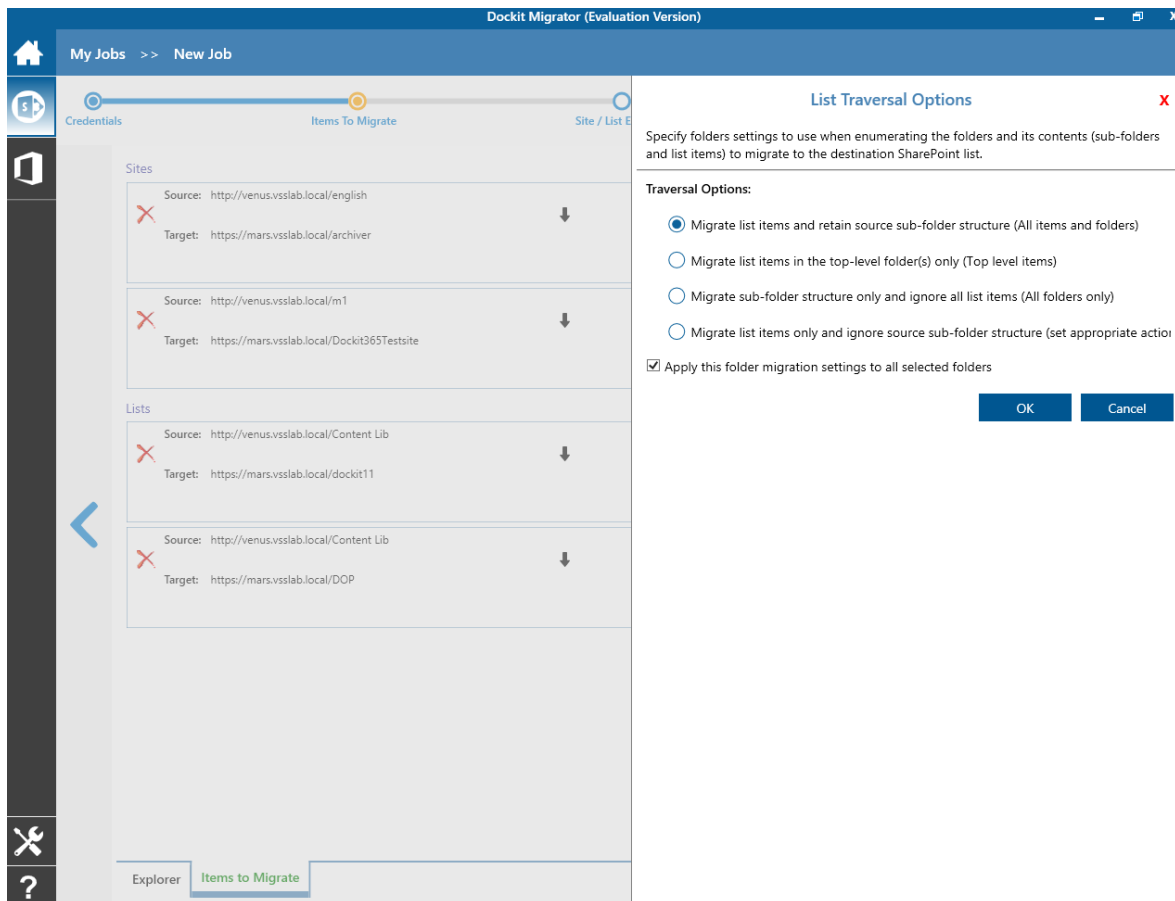 Dockit Migrator (Evaluation Version)
My Jobs >> New Job
Credentials
Items To Migrate
Site / List E
Sites
Source: http://venus.vsslab.local/english
Target: https://mars.vsslab.local/archiver
Source: http://venus.vsslab.local/m1
Target: https://mars.vsslab.local/Dockit365Testsite
Lists
Source: http://venus.vsslab.local/Content Lib
Target: https://mars.vsslab.local/dockit11
Source: http://venus.vsslab.local/Content Lib
Target: https://mars.vsslab.local/DOP
Explorer
Items to Migrate
List Traversal Options
X
Specify folders settings to use when enumerating the folders and its contents (sub-folders
and list items) to migrate to the destination SharePoint list.
Traversal Options:
Migrate list items and retain source sub-folder structure (All items and folders)
Migrate list items in the top-level folder(s) only (Top level items)
Migrate sub-folder structure only and ignore all list items (All folders only)
Migrate list items only and ignore source sub-folder structure (set appropriate action
Apply this folder migration settings to all selected folders
OK
Cancel